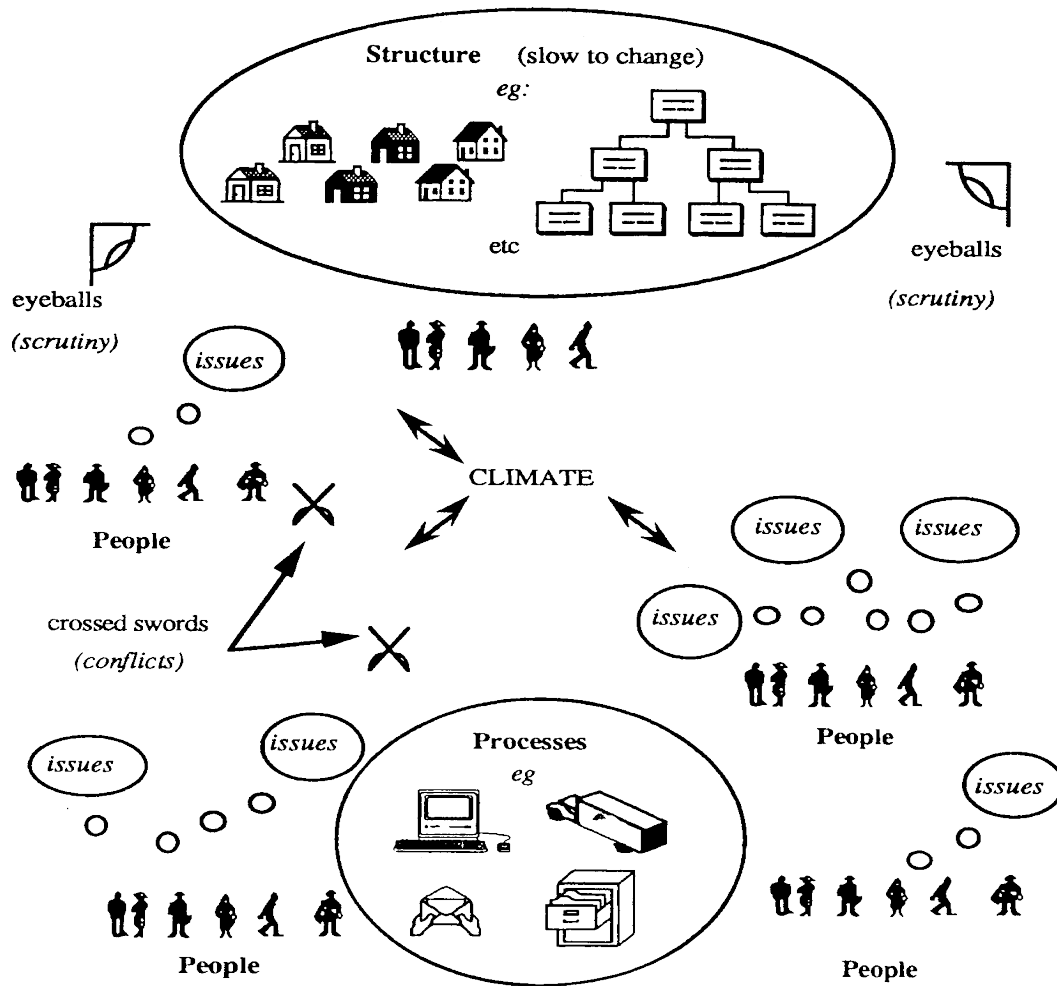 Structure (slow to change)
eg:
etc
eyeballs
(scrutiny)
eyeballs
(scrutiny)
issues
CLIMATE
People
issues
issues
issues
crossed swords
(conflicts)
People
issues
issues
Processes
eg
issues
People
People